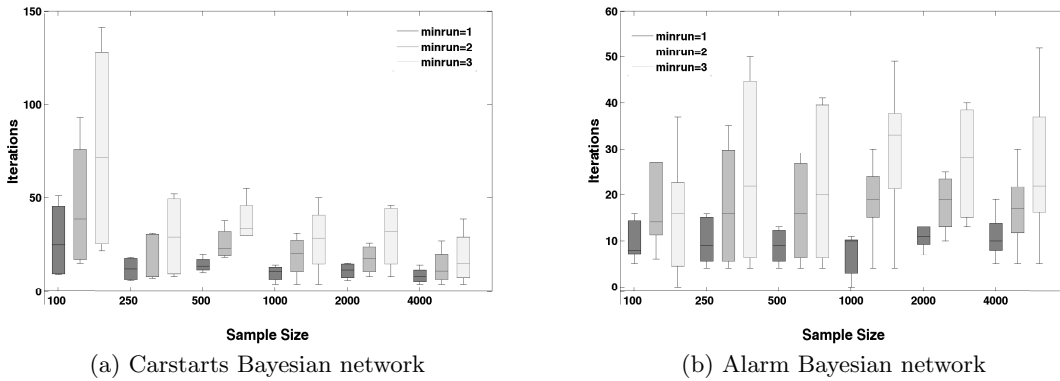 150
100
50
0
Iterations
minrun=1
minrun=2
minrun=3
100
250
500
1000
2000
4000
Sample Size
(a) Carstarts Bayesian network
60
50
40
30
20
10
0
Iterations
minrun=1
minrun=2
minrun=3
100
250
500
1000
2000
4000
Sample Size
(b) Alarm Bayesian network